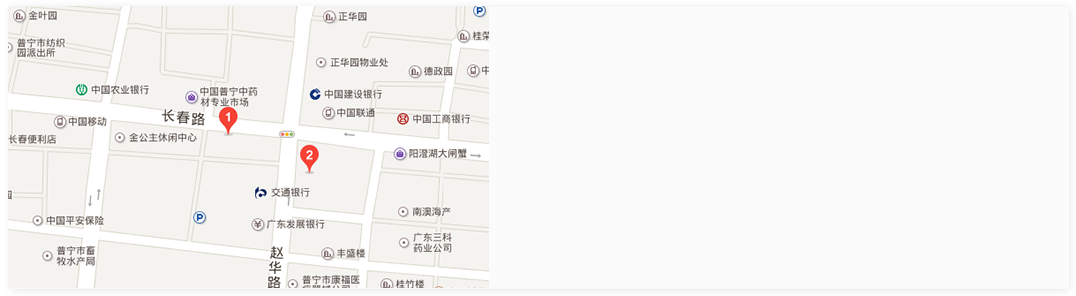 金叶园
正华园
P
桂荣
普宁市纺织
园派出所
正华园物业处
德政园
中
中国农业银行
中国普宁中药
材专业市场
中国建设银行
长春路
1
中国联通
中国工商银行
中国移动
长春便利店
金公主休闲中心
2
阳澄湖大闸蟹
交通银行
园
南澳海产
P
中国平安保险
广东发展银行
广东三科
药业公司
普宁市畜
牧水产局
赵华路
丰盛楼
普宁市康福医
桂竹楼